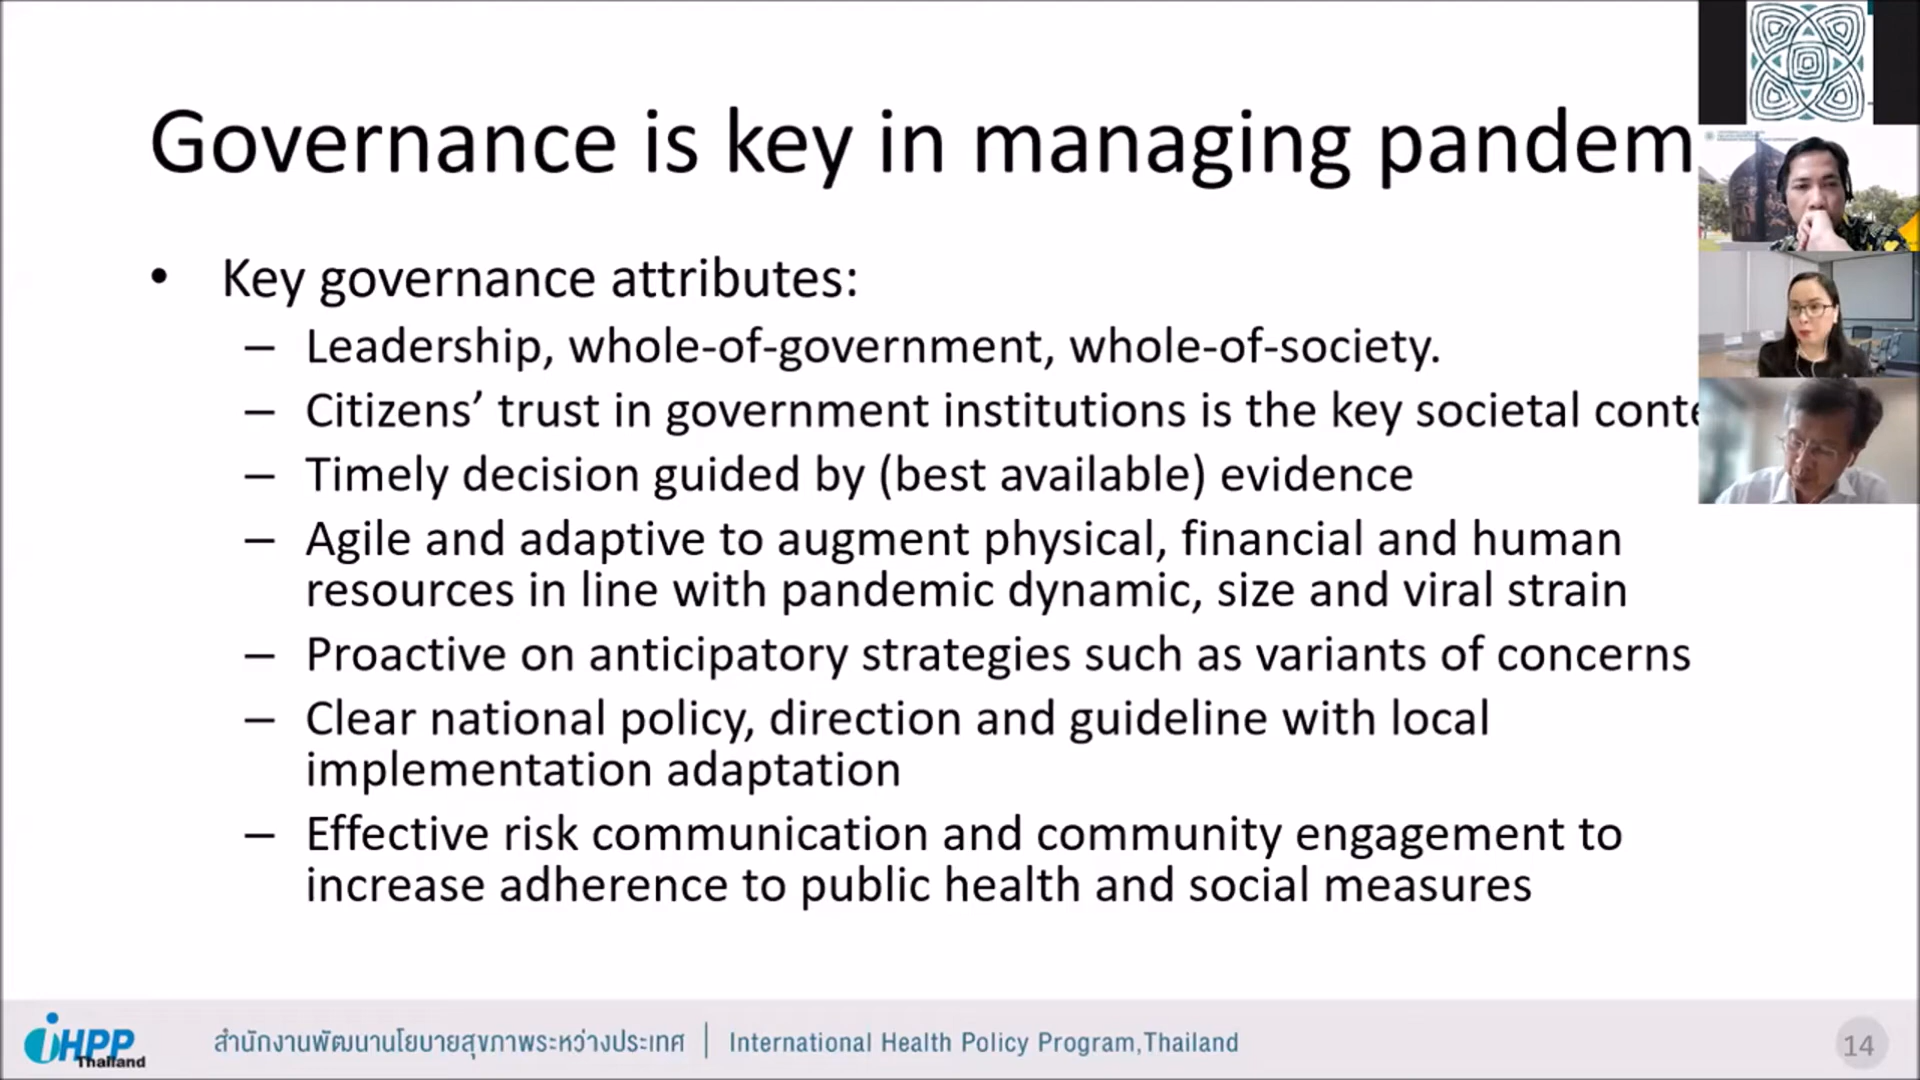 Governance is key in managing pandem
• Key governance attributes:
– Leadership, whole-of-government, whole-of-society.
– Citizens’ trust in government institutions is the key societal conte
– Timely decision guided by (best available) evidence
– Agile and adaptive to augment physical, financial and human
resources in line with pandemic dynamic, size and viral strain
– Proactive on anticipatory strategies such as variants of concerns
– Clear national policy, direction and guideline with local
implementation adaptation
– Effective risk communication and community engagement to
increase adherence to public health and social measures
iHPP
Thailand
สำนักงานพัฒนานโยบายสุขภาพระหว่างประเทศ | International Health Policy Program,Thailand
14